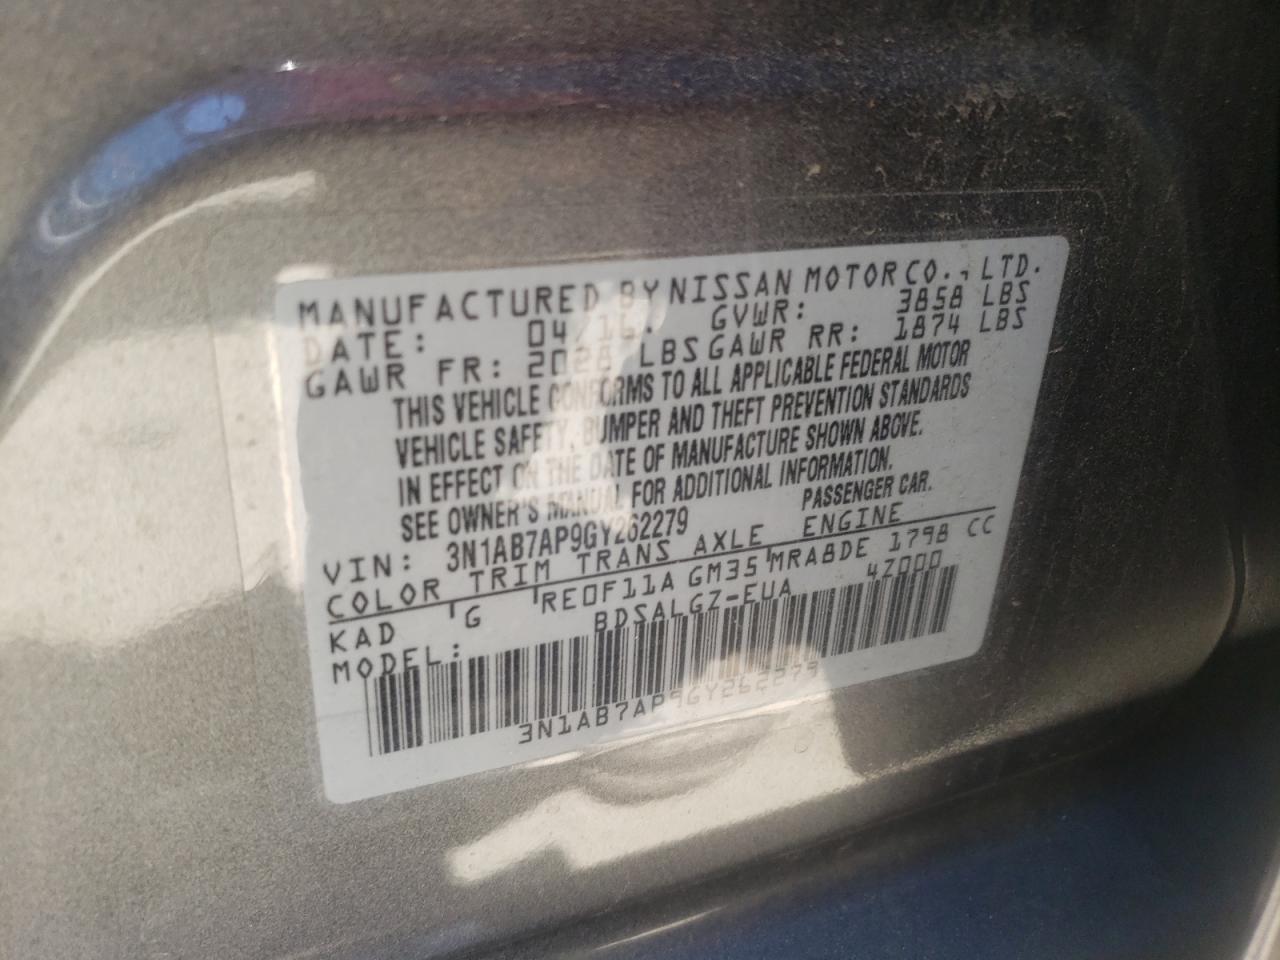 MANUFACTURED BY NISSAN MOTOR CO., LTD.
DATE: 04/16. GVWR: 3858 LBS
GAWR FR: 2028 LBS GAWR RR: 1874 LBS
THIS VEHICLE CONFORMS TO ALL APPLICABLE FEDERAL MOTOR
VEHICLE SAFETY, BUMPER AND THEFT PREVENTION STANDARDS
IN EFFECT ON THE DATE OF MANUFACTURE SHOWN ABOVE.
SEE OWNER'S MANUAL FOR ADDITIONAL INFORMATION.
VIN: 3N1AB7AP9GY262279 PASSENGER CAR.
COLOR TRIM TRANS AXLE ENGINE
KAD G RE0F11A GM35 MRA8DE 1798 CC
MODEL: BDSALGZ-EUA 4Z000
3N1AB7AP9GY262279